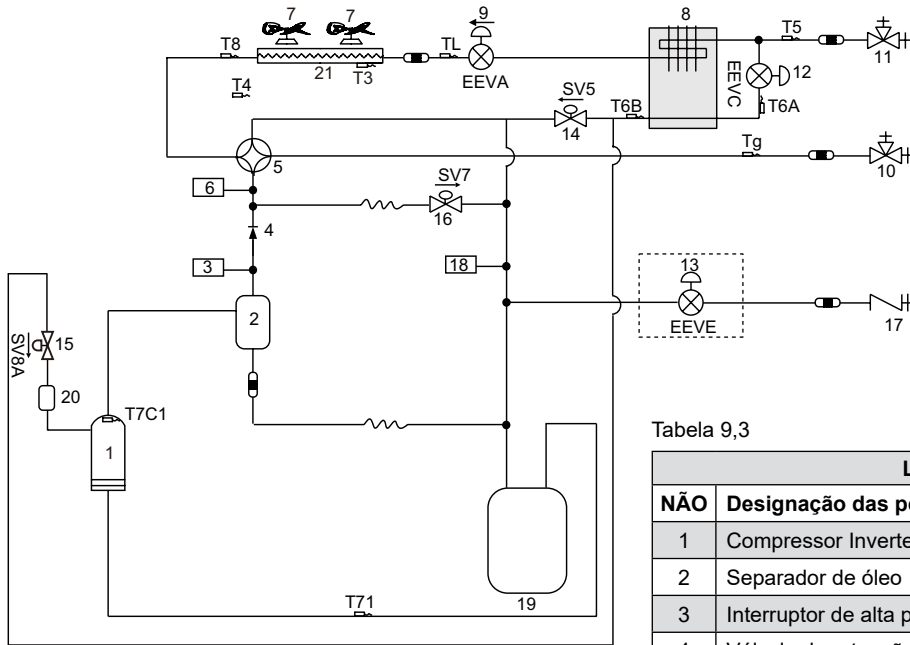 7 7 9 8
T8 TL T5
21 T3 EEVA EEVC 12 11
T4 SV5 T6B T6A
14
5 Tg
6 SV7 10
16
4
3 18 13
2 EEVE 17
SV8A 15
20 T7C1
1
Tabela 9,3
L
NÃO Designação das pe
1 Compressor Inverte
2 Separador de óleo
3 Interruptor de alta p
T71 19